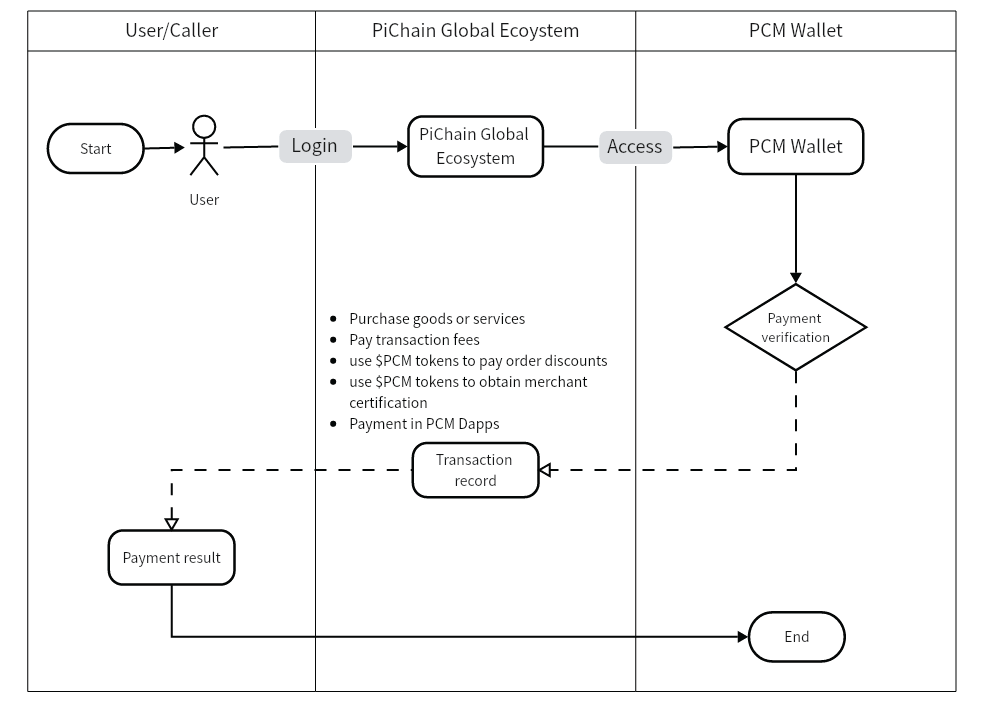 User/Caller
PiChain Global Ecoystem
PCM Wallet
Start
User
Login
PiChain Global
Ecosystem
Access
PCM Wallet
Payment
verification
Purchase goods or services
Pay transaction fees
use $PCM tokens to pay order discounts
use $PCM tokens to obtain merchant
certification
Payment in PCM Dapps
Transaction
record
Payment result
End